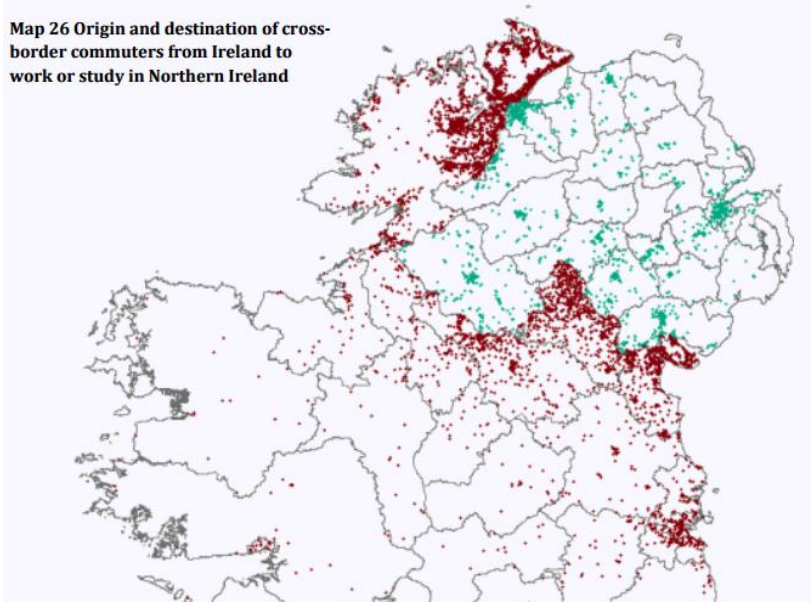 Map 26 Origin and destination of cross-
border commuters from Ireland to
work or study in Northern Ireland